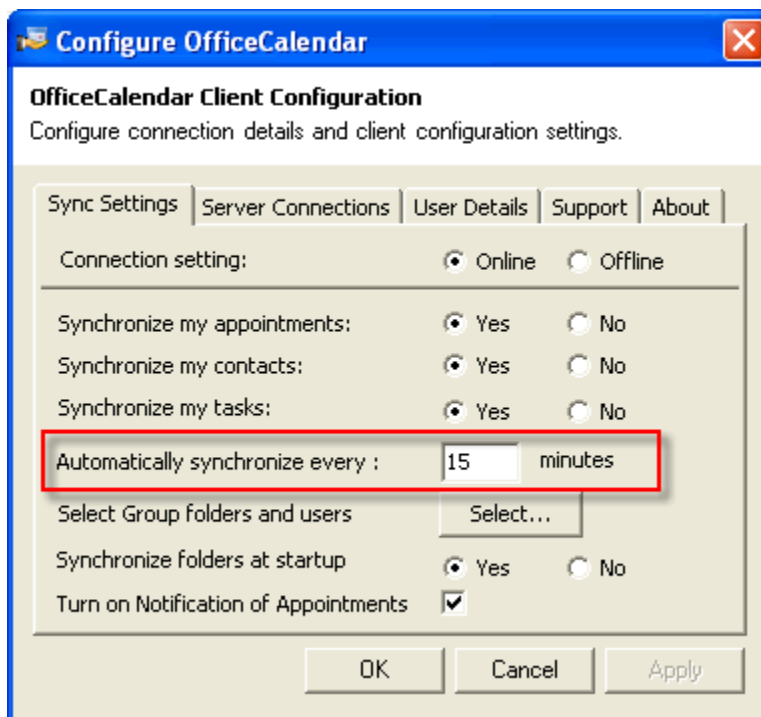 Configure OfficeCalendar
OfficeCalendar Client Configuration
Configure connection details and client configuration settings.
Sync Settings Server Connections User Details Support About
Connection setting: Online Offline
Synchronize my appointments: Yes No
Synchronize my contacts: Yes No
Synchronize my tasks: Yes No
Automatically synchronize every : 15 minutes
Select Group folders and users Select...
Synchronize folders at startup Yes No
Turn on Notification of Appointments
OK Cancel Apply